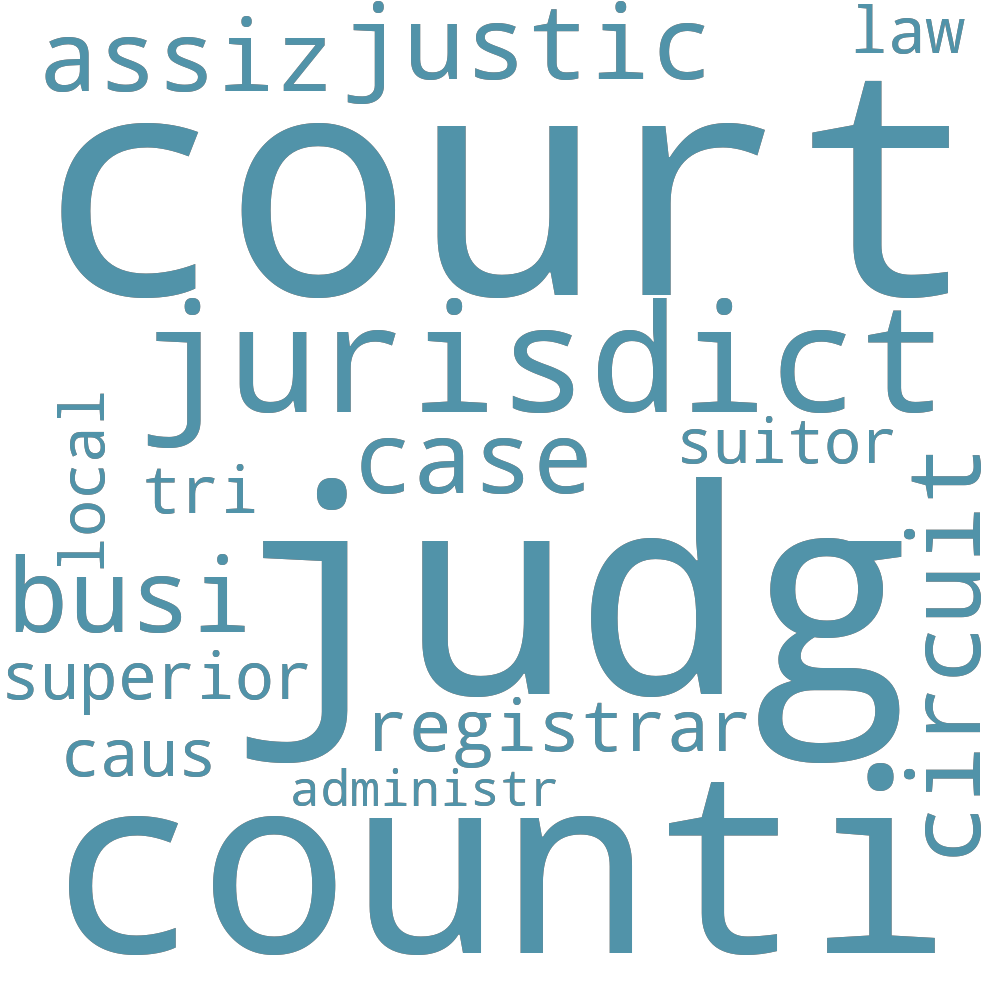 assiz
justic
law
court
jurisdict
local
case
suitor
tri
circuit
judg
busi
superior
registrar
caus
administr
counti